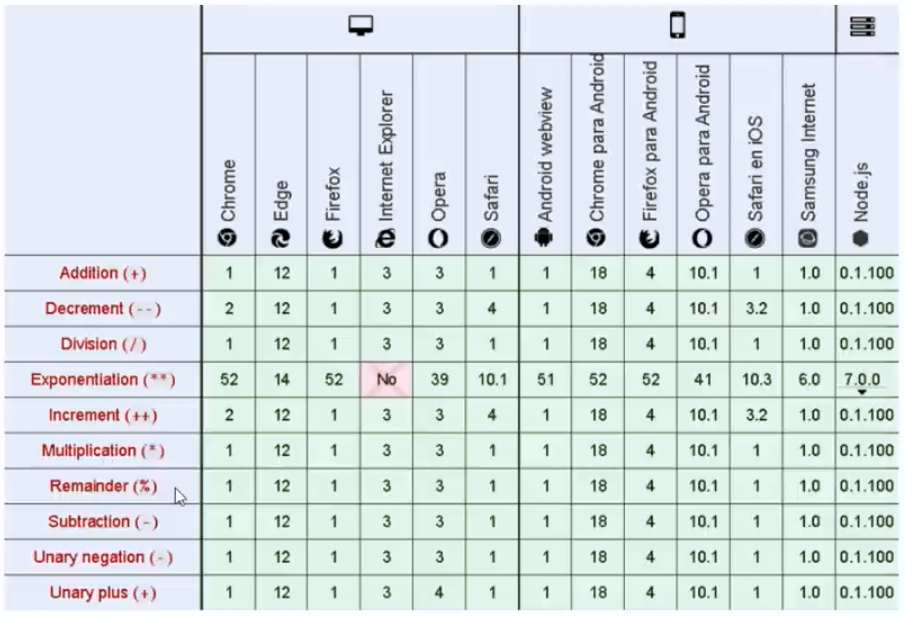 Chrome Edge Firefox Internet Explorer Opera Safari Android webview Chrome para Android Firefox para Android Opera para Android Safari en iOS Samsung Internet Node.js
Addition (+) 1 12 1 3 3 1 1 18 4 10.1 1 1.0 0.1.100
Decrement (--) 2 12 1 3 3 4 1 18 4 10.1 3.2 1.0 0.1.100
Division (/) 1 12 1 3 3 1 1 18 4 10.1 1 1.0 0.1.100
Exponentiation (**) 52 14 52 No 39 10.1 51 52 52 41 10.3 6.0 7.0.0
Increment (++) 2 12 1 3 3 4 1 18 4 10.1 3.2 1.0 0.1.100
Multiplication (*) 1 12 1 3 3 1 1 18 4 10.1 1 1.0 0.1.100
Remainder (%) 1 12 1 3 3 1 1 18 4 10.1 1 1.0 0.1.100
Subtraction (-) 1 12 1 3 3 1 1 18 4 10.1 1 1.0 0.1.100
Unary negation (-) 1 12 1 3 3 1 1 18 4 10.1 1 1.0 0.1.100
Unary plus (+) 1 12 1 3 4 1 1 18 4 10.1 1 1.0 0.1.100